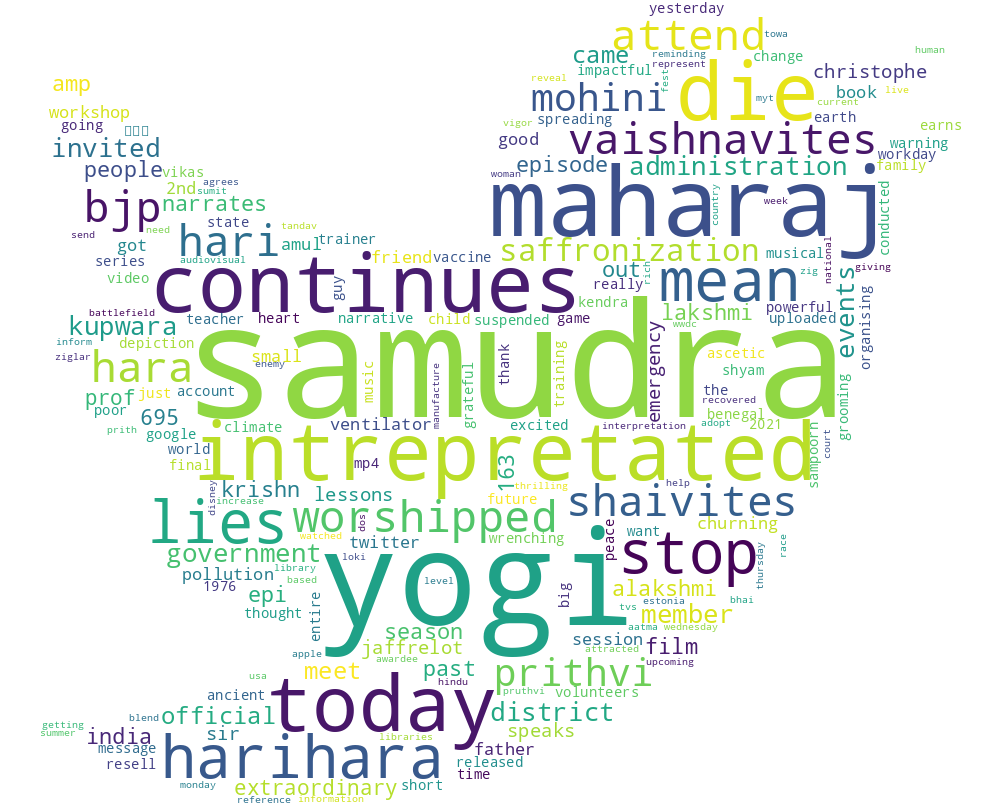 yesterday
attend
towa
came
reminding
represent
change
human
amp
impactful
die
christophe
mohini
reveal
fest
book
live
workshop
spreading
myt
current
going
invited
vigor
good
vaishnavites
earth
earns
warning
people
vikas
episode
administration
workday
family
2nd
agrees
sumit
woman
maharaj
bjp
narrates
country
week
conducted
send
need
state
tandav
hari
amul
trainer
saffronization
musical
national
got
series
audiovisual
friend
vaccine
out
rich
mean
zig
giving
video
continues
guy
really
kendra
powerful
events
organising
battlefield
teacher
heart
narrative
child
suspended
game
lakshmi
uploaded
kupwara
samudra
inform
ziglar
depiction
small
enemy
music
manufacture
grateful
thank
training
emergency
wwdc
ascetic
shyam
hara
prof
just
account
the
recovered
grooming
poor
695
climate
ventilator
excited
interpretation
benegal
adopt
2021
prith
google
world
intrepretated
court
sampoorn
final
mp4
163
thrilling
help
disney
krishn
increase
lessons
future
shaivites
lies
worshipped
dos
watched
wrenching
peace
want
churning
race
government
twitter
stop
thursday
loki
library
pollution
based
level
yogi
1976
epi
big
alakshmi
estonia
bhai
thought
entire
tvs
member
season
aatma
wednesday
apple
jaffrelot
session
film
awardee
attracted
upcoming
usa
meet
past
prithvi
hindu
ancient
today
pruthvi
volunteers
official
district
blend
getting
summer
india
sir
speaks
libraries
message
harihara
father
resell
released
time
monday
extraordinary
short
reference
information